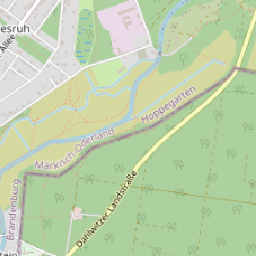 esruh
Allee
Hoppegarten
Märkisch Oderland
Brandenburg
Dahlwitzer Landstraße